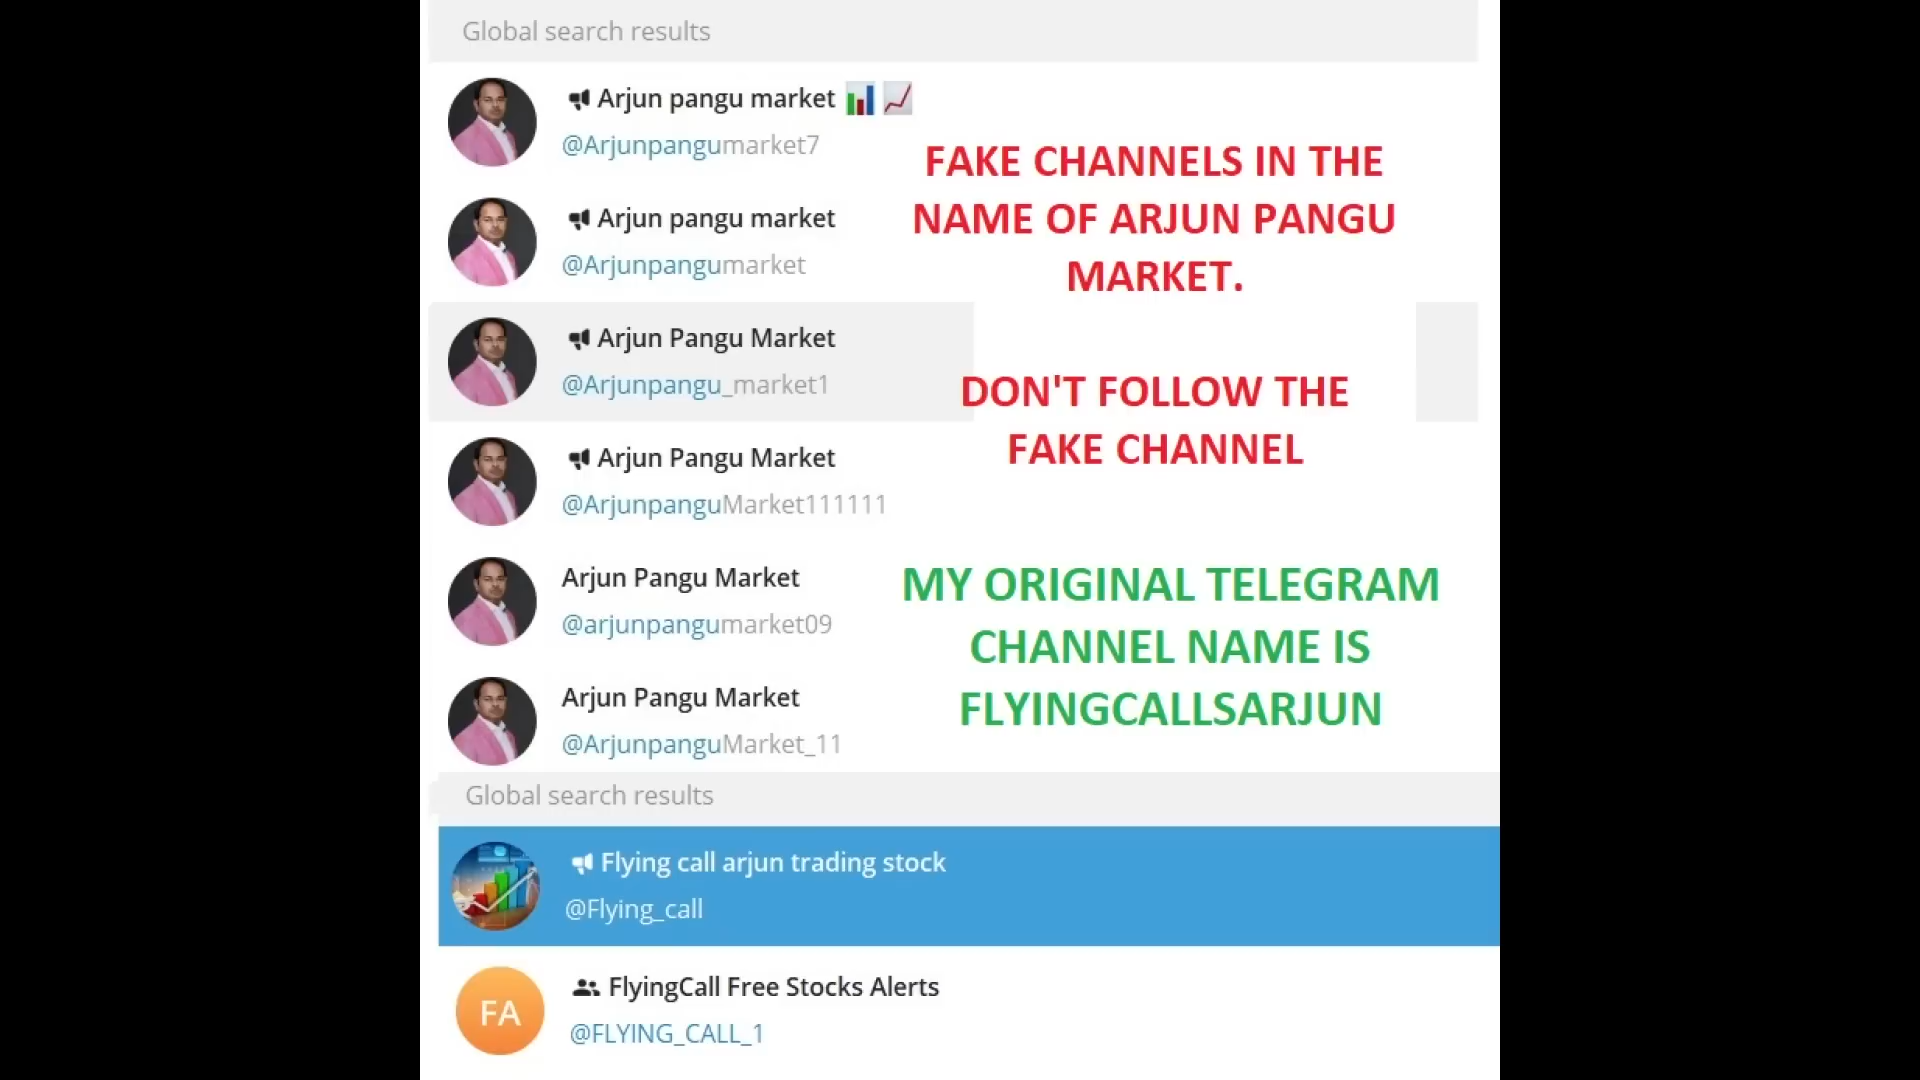 Global search results
Arjun pangu market
@Arjunpangumarket7
Arjun pangu market
@Arjunpangumarket
Arjun Pangu Market
@Arjunpangu_market1
Arjun Pangu Market
@ArjunpanguMarket111111
Arjun Pangu Market
@arjunpangumarket09
Arjun Pangu Market
@ArjunpanguMarket_11
FAKE CHANNELS IN THE
NAME OF ARJUN PANGU
MARKET.
DON'T FOLLOW THE
FAKE CHANNEL
MY ORIGINAL TELEGRAM
CHANNEL NAME IS
FLYINGCALLSARJUN
Global search results
Flying call arjun trading stock
@Flying_call
FA
FlyingCall Free Stocks Alerts
@FLYING_CALL_1